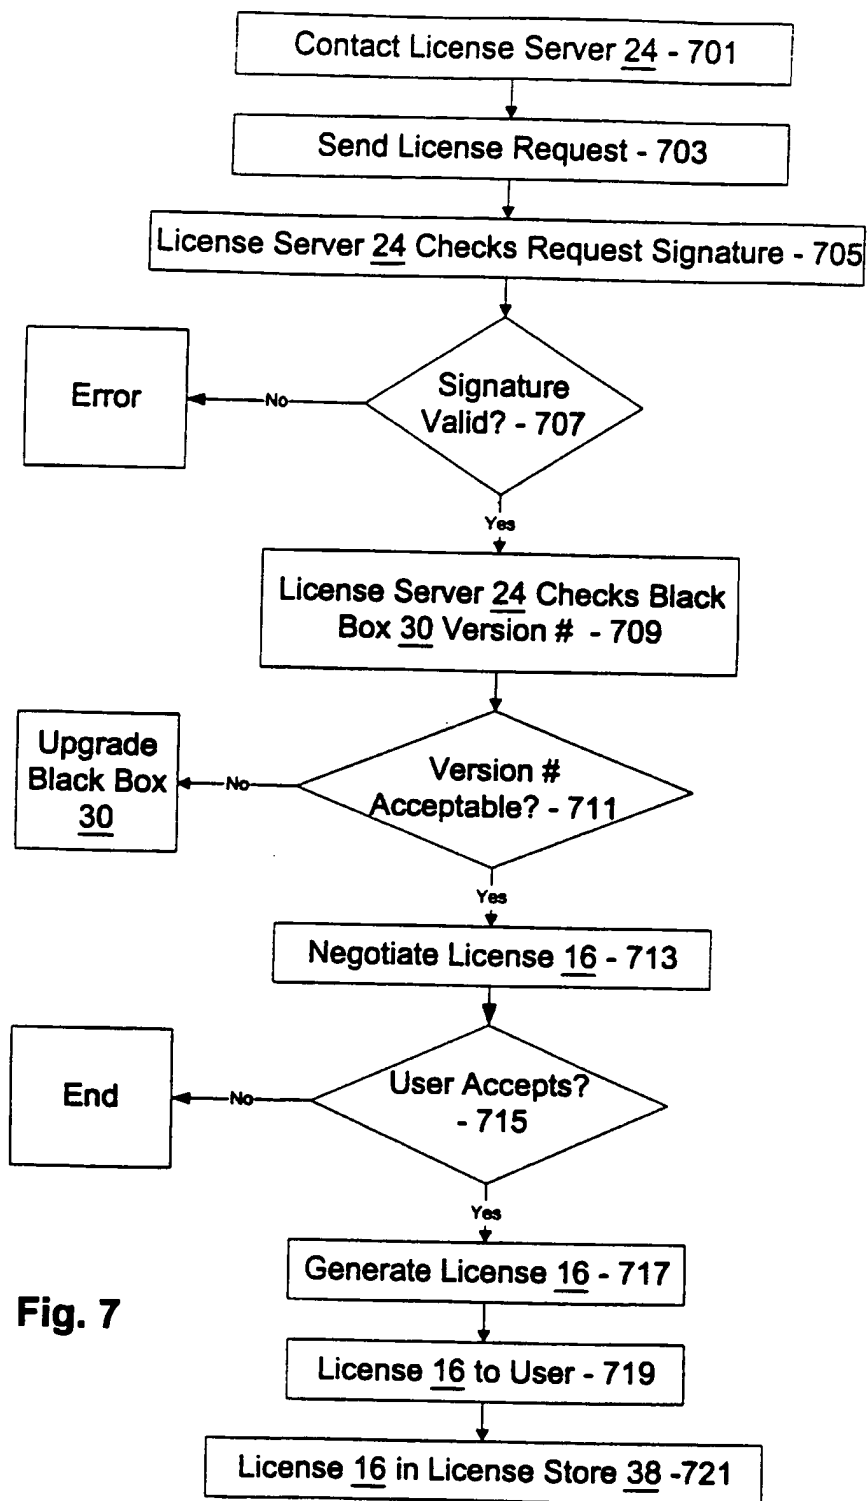 Contact License Server 24 - 701
Send License Request - 703
License Server 24 Checks Request Signature - 705
Signature
Valid? - 707
No
Error
Yes
License Server 24 Checks Black
Box 30 Version # - 709
Version #
Acceptable? - 711
No
Upgrade
Black Box
30
Yes
Negotiate License 16 - 713
User Accepts?
- 715
No
End
Yes
Generate License 16 - 717
License 16 to User - 719
License 16 in License Store 38 -721
Fig. 7